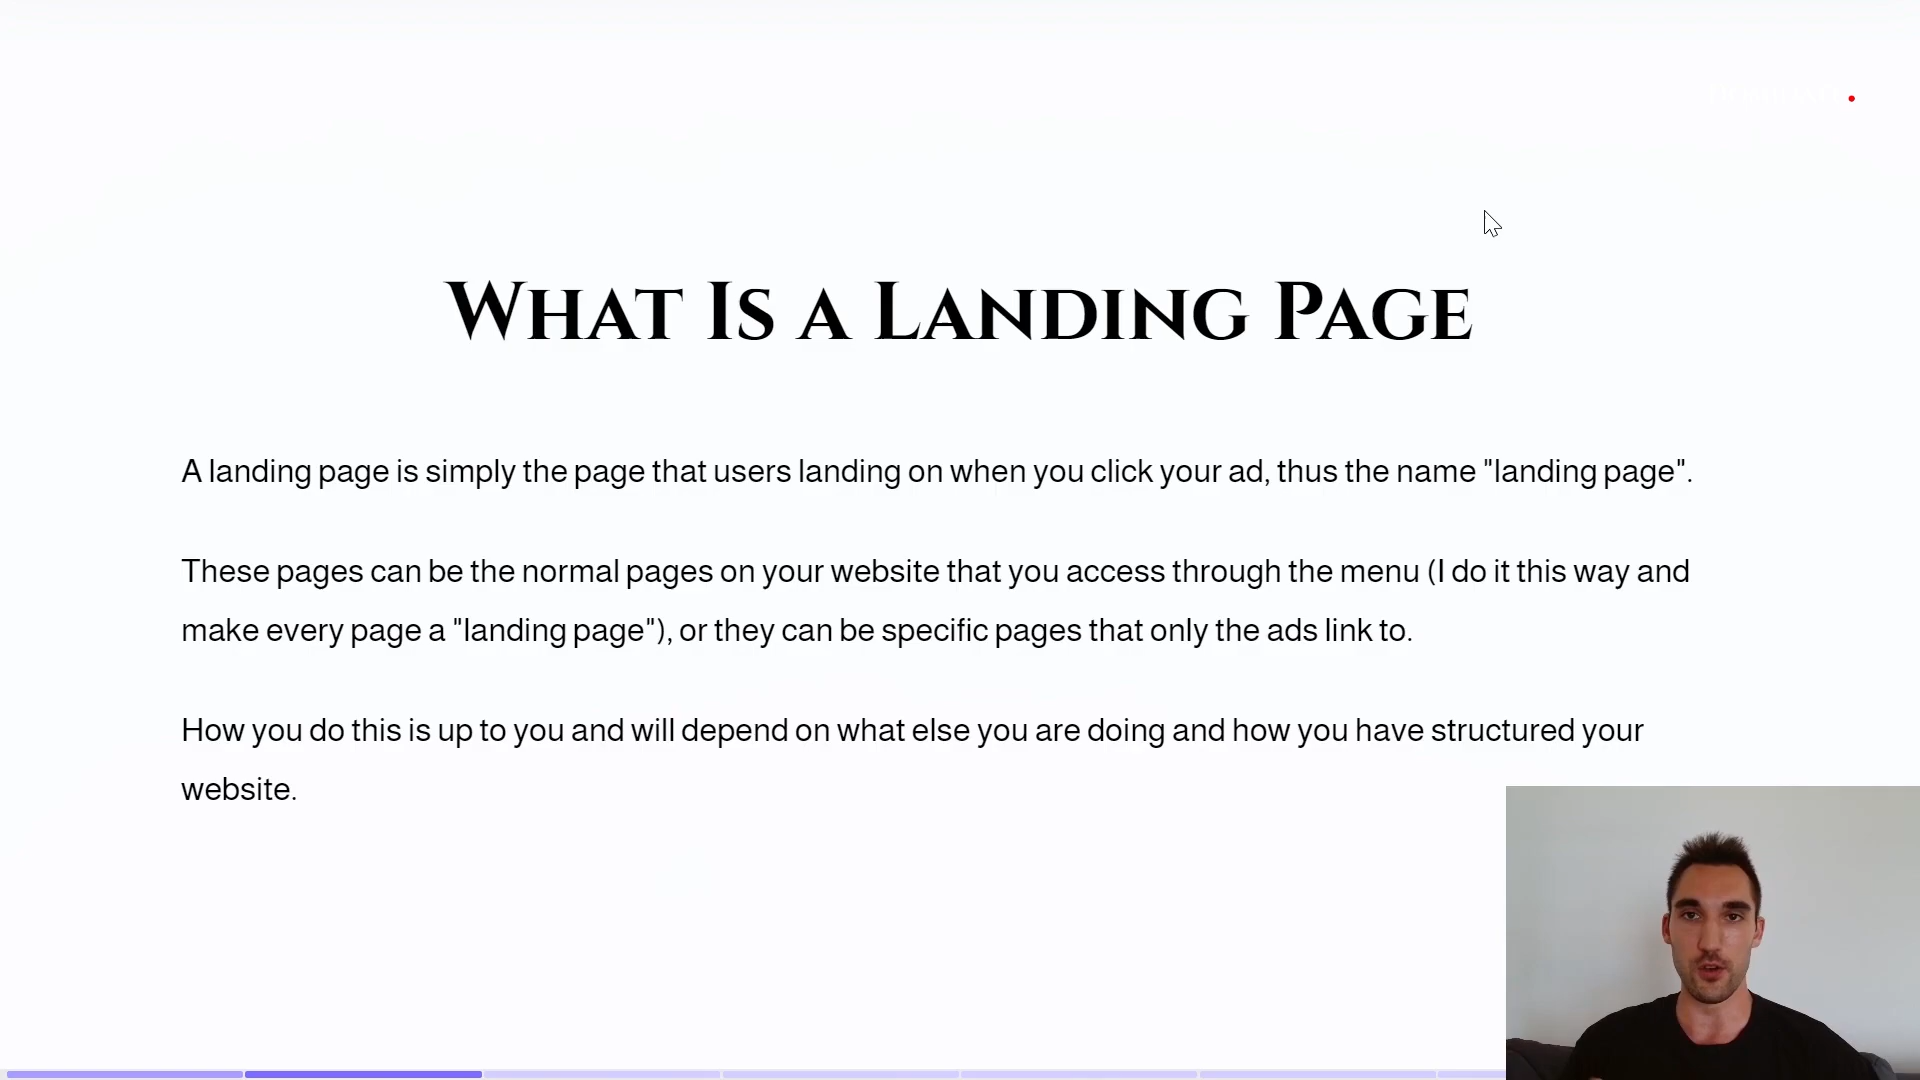 What Is a Landing Page
A landing page is simply the page that users landing on when you click your ad, thus the name "landing page".
These pages can be the normal pages on your website that you access through the menu (I do it this way and
make every page a "landing page"), or they can be specific pages that only the ads link to.
How you do this is up to you and will depend on what else you are doing and how you have structured your
website.